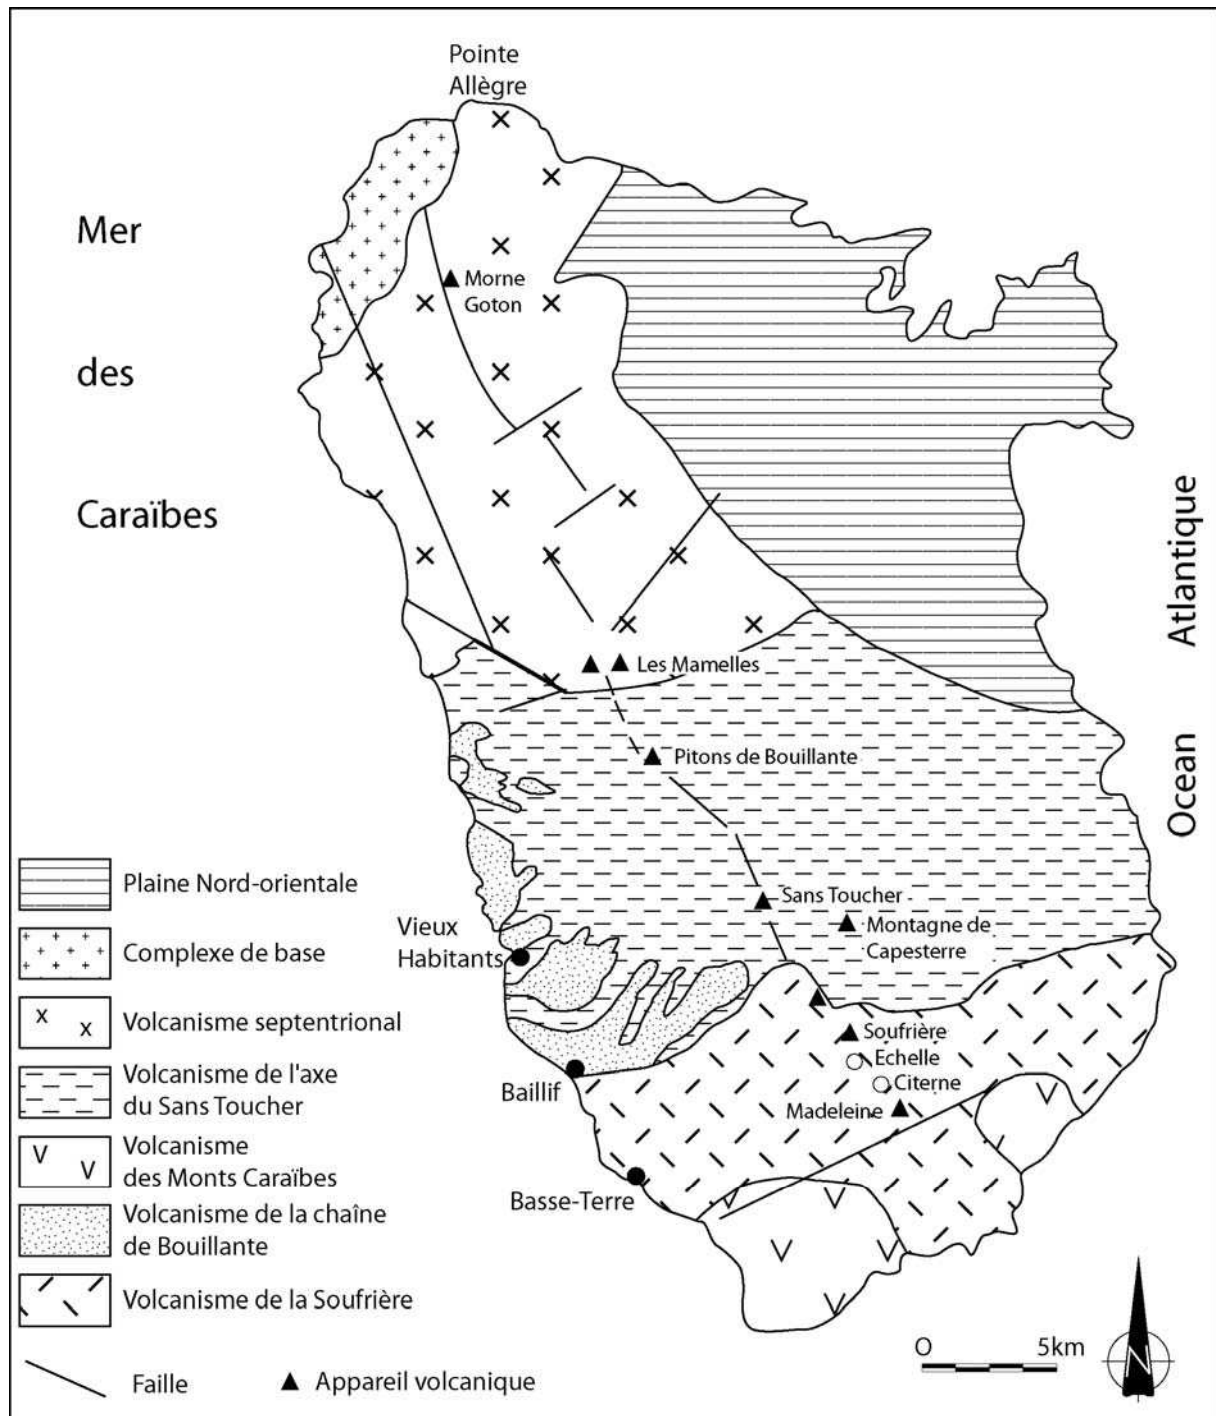 Pointe
Allègre
Mer
des
Caraïbes
Morne
Goton
Les Mamelles
Pitons de Bouillante
Sans Toucher
Montagne de
Capesterre
Vieux
Habitants
Soufrière
Echelle
Citerne
Madeleine
Baillif
Basse-Terre
Atlantique
Ocean
Plaine Nord-orientale
Complexe de base
Volcanisme septentrional
Volcanisme de l'axe
du Sans Toucher
Volcanisme
des Monts Caraïbes
Volcanisme de la chaîne
de Bouillante
Volcanisme de la Soufrière
Faille
Appareil volcanique
O 5km
N